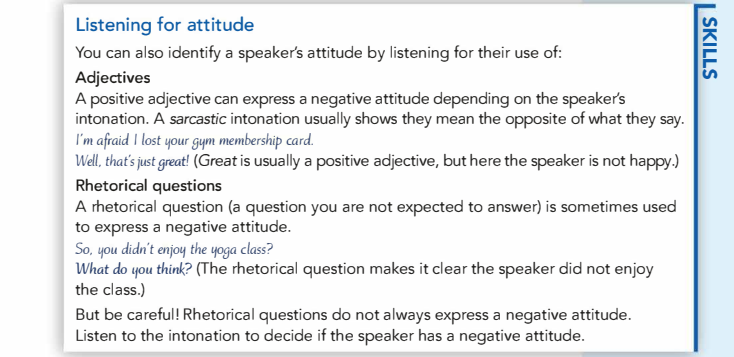 Listening for attitude
You can also identify a speaker's attitude by listening for their use of:
Adjectives
A positive adjective can express a negative attitude depending on the speaker's
intonation. A sarcastic intonation usually shows they mean the opposite of what they say.
I'm afraid I lost your gym membership card.
Well, that's just great! (Great is usually a positive adjective, but here the speaker is not happy.)
Rhetorical questions
A rhetorical question (a question you are not expected to answer) is sometimes used
to express a negative attitude.
So, you didn't enjoy the yoga class?
What do you think? (The rhetorical question makes it clear the speaker did not enjoy
the class.)
But be careful! Rhetorical questions do not always express a negative attitude.
Listen to the intonation to decide if the speaker has a negative attitude.
SKILLS